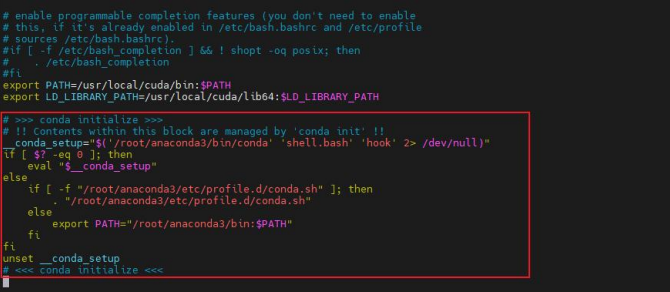 # enable programmable completion features (you don't need to enable
# this, if it's already enabled in /etc/bash.bashrc and /etc/profile
# sources /etc/bash.bashrc).
#if [ -f /etc/bash_completion ] && ! shopt -oq posix; then
#    . /etc/bash_completion
#fi
export PATH=/usr/local/cuda/bin:$PATH
export LD_LIBRARY_PATH=/usr/local/cuda/lib64:$LD_LIBRARY_PATH

# >>> conda initialize >>>
# !! Contents within this block are managed by 'conda init' !!
__conda_setup="$('/root/anaconda3/bin/conda' 'shell.bash' 'hook' 2> /dev/null)"
if [ $? -eq 0 ]; then
    eval "$__conda_setup"
else
    if [ -f "/root/anaconda3/etc/profile.d/conda.sh" ]; then
        . "/root/anaconda3/etc/profile.d/conda.sh"
    else
        export PATH="/root/anaconda3/bin:$PATH"
    fi
fi
unset __conda_setup
# <<< conda initialize <<<